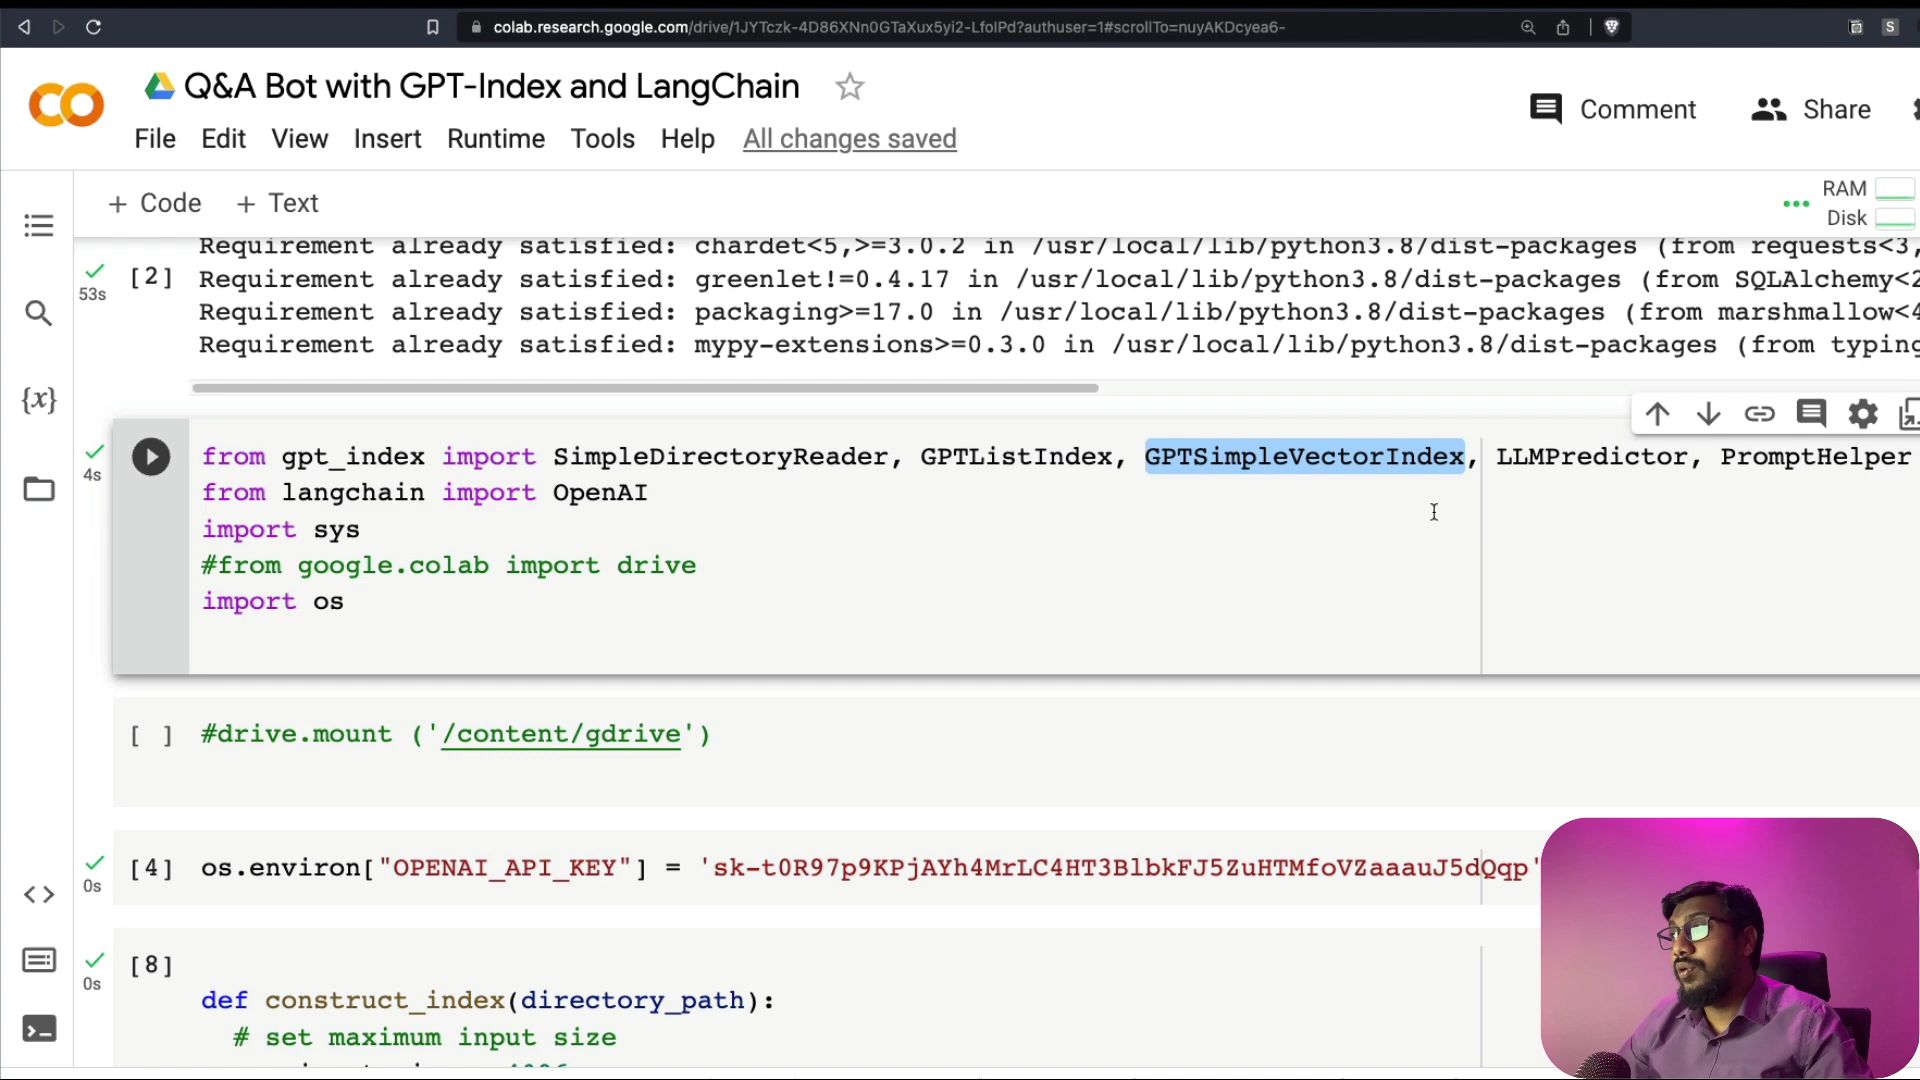 colab.research.google.com/drive/1JYTczk-4D86XNn0GTaXux5yi2-LfolPd?authuser=1#scrollTo=nuyAKDcyea6-
S
Q&A Bot with GPT-Index and LangChain
Comment
Share
File Edit View Insert Runtime Tools Help All changes saved
+ Code + Text
RAM
Disk
Requirement already satisfied: chardet<5,>=3.0.2 in /usr/local/lib/python3.8/dist-packages (from requests<3,
[2] Requirement already satisfied: greenlet!=0.4.17 in /usr/local/lib/python3.8/dist-packages (from SQLAlchemy<2
53s
Requirement already satisfied: packaging>=17.0 in /usr/local/lib/python3.8/dist-packages (from marshmallow<4
Requirement already satisfied: mypy-extensions>=0.3.0 in /usr/local/lib/python3.8/dist-packages (from typing
{x}
4s
from gpt_index import SimpleDirectoryReader, GPTListIndex, GPTSimpleVectorIndex, LLMPredictor, PromptHelper
from langchain import OpenAI
import sys
#from google.colab import drive
import os
[ ] #drive.mount ('/content/gdrive')
[4] os.environ["OPENAI_API_KEY"] = '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'
0s
[8]
0s
def construct_index(directory_path):
# set maximum input size